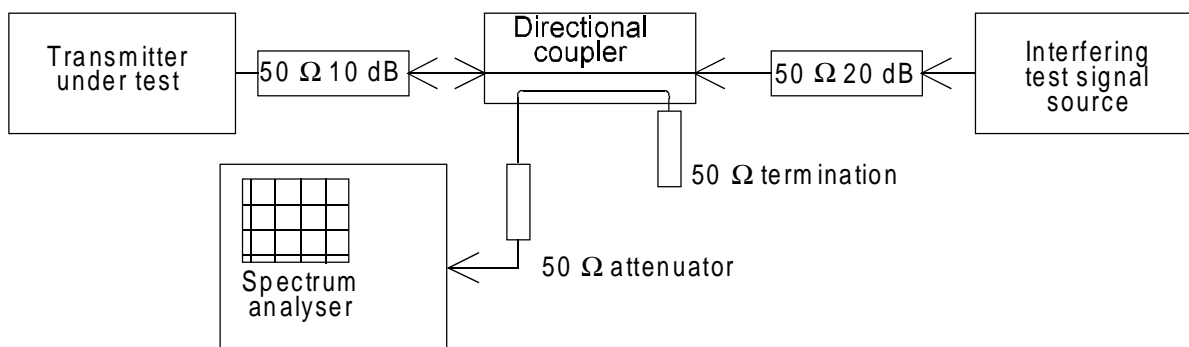 Transmitter
under test
50 Ω 10 dB
Directional
coupler
50 Ω 20 dB
Interfering
test signal
source
50 Ω termination
50 Ω attenuator
Spectrum
analyser